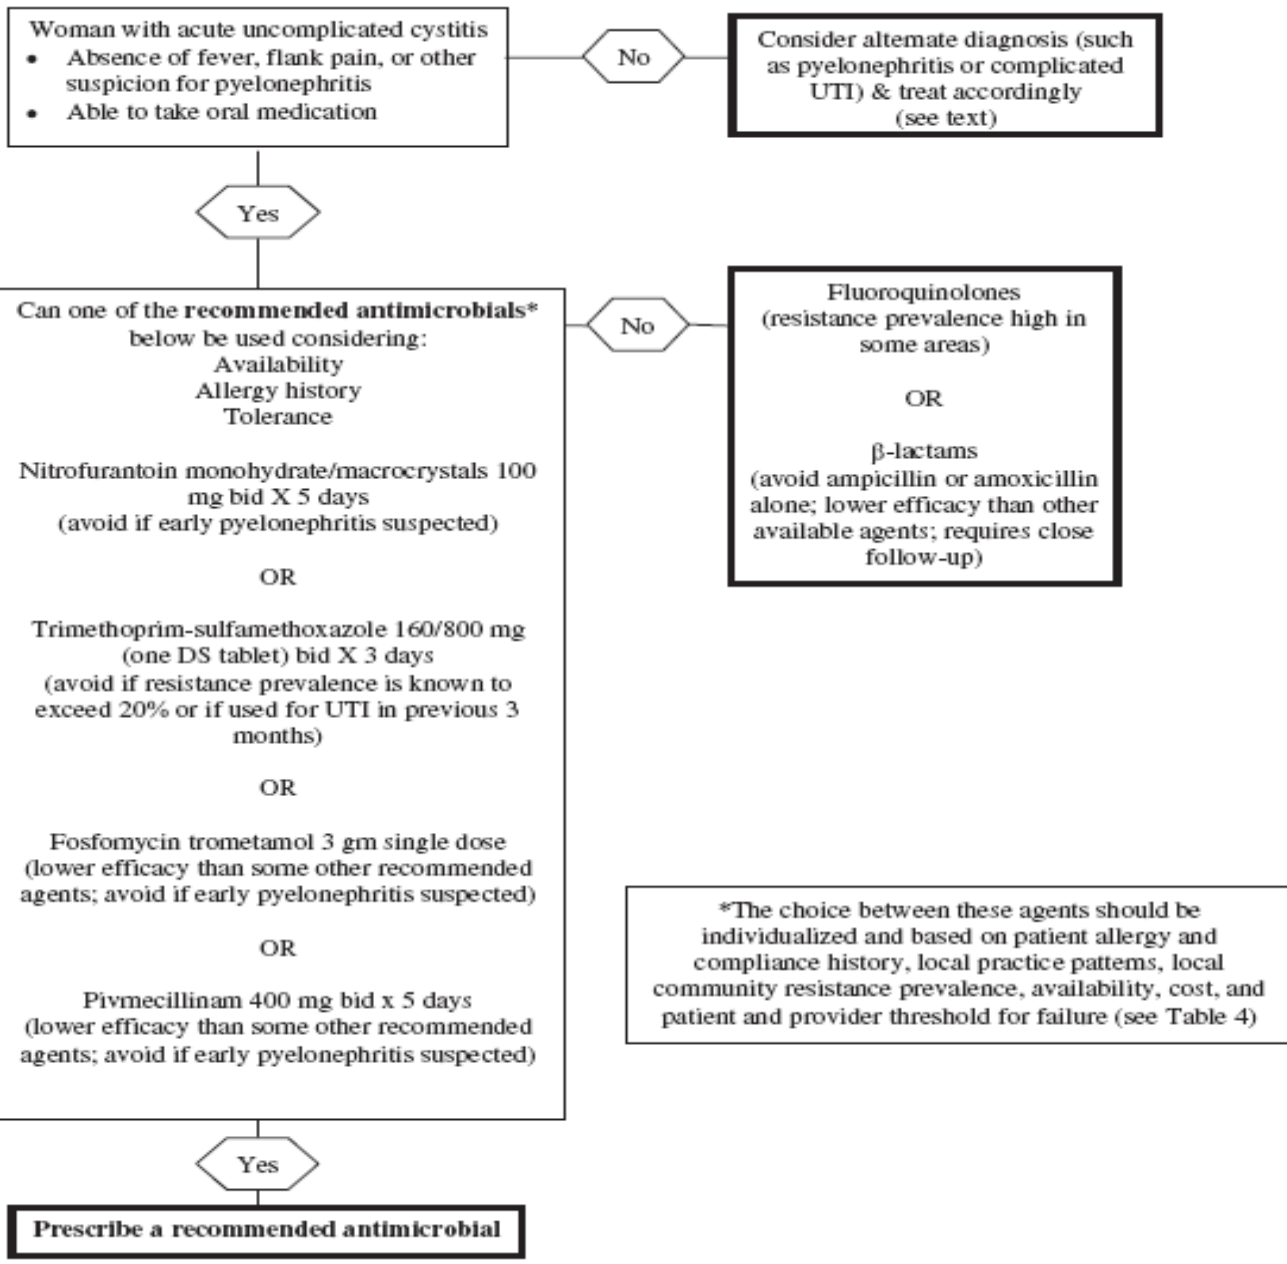 Woman with acute uncomplicated cystitis
• Absence of fever, flank pain, or other
suspicion for pyelonephritis
• Able to take oral medication
No
Consider alternate diagnosis (such
as pyelonephritis or complicated
UTI) & treat accordingly
(see text)
Yes
Can one of the recommended antimicrobials*
below be used considering:
Availability
Allergy history
Tolerance
Nitrofurantoin monohydrate/macrocrystals 100
mg bid X 5 days
(avoid if early pyelonephritis suspected)
OR
Trimethoprim-sulfamethoxazole 160/800 mg
(one DS tablet) bid X 3 days
(avoid if resistance prevalence is known to
exceed 20% or if used for UTI in previous 3
months)
OR
Fosfomycin trometamol 3 gm single dose
(lower efficacy than some other recommended
agents; avoid if early pyelonephritis suspected)
OR
Pivmecillinam 400 mg bid x 5 days
(lower efficacy than some other recommended
agents; avoid if early pyelonephritis suspected)
No
Fluoroquinolones
(resistance prevalence high in
some areas)
OR
β-lactams
(avoid ampicillin or amoxicillin
alone; lower efficacy than other
available agents; requires close
follow-up)
*The choice between these agents should be
individualized and based on patient allergy and
compliance history, local practice patterns, local
community resistance prevalence, availability, cost, and
patient and provider threshold for failure (see Table 4)
Yes
Prescribe a recommended antimicrobial